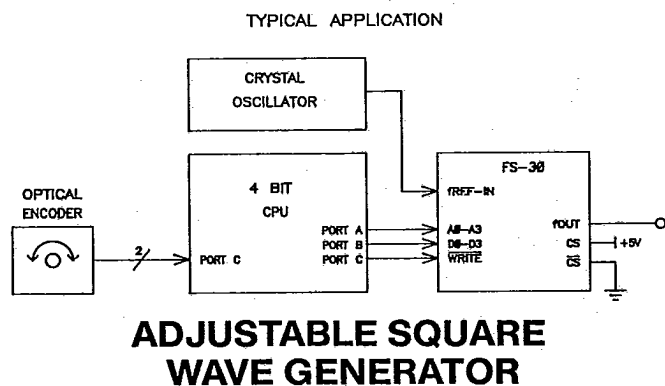 TYPICAL APPLICATION
CRYSTAL
OSCILLATOR
FS-30
OPTICAL
ENCODER
4 BIT
CPU
fREF-IN
PORT A
A0-A3
fOUT
2
PORT B
D0-D3
CS
+5V
PORT C
PORT C
WRITE
CS
ADJUSTABLE SQUARE
WAVE GENERATOR